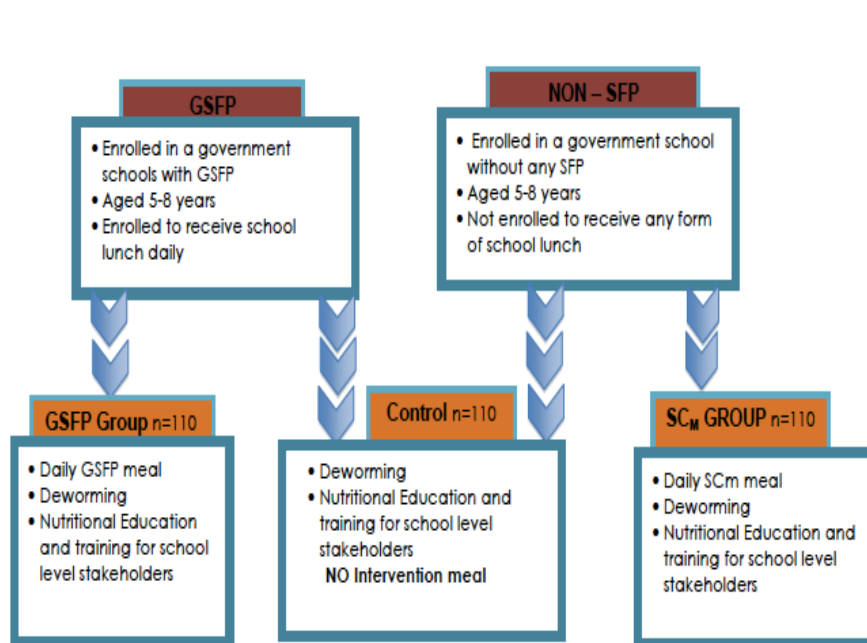 GSFP
• Enrolled in a government
schools with GSFP
• Aged 5-8 years
• Enrolled to receive school
lunch daily
NON – SFP
• Enrolled in a government school
without any SFP
• Aged 5-8 years
• Not enrolled to receive any form
of school lunch
GSFP Group n=110
• Daily GSFP meal
• Deworming
• Nutritional Education
and training for school
level stakeholders
Control n=110
• Deworming
• Nutritional Education and
training for school level
stakeholders
NO Intervention meal
SCM GROUP n=110
• Daily SCm meal
• Deworming
• Nutritional Education and
training for school level
stakeholders